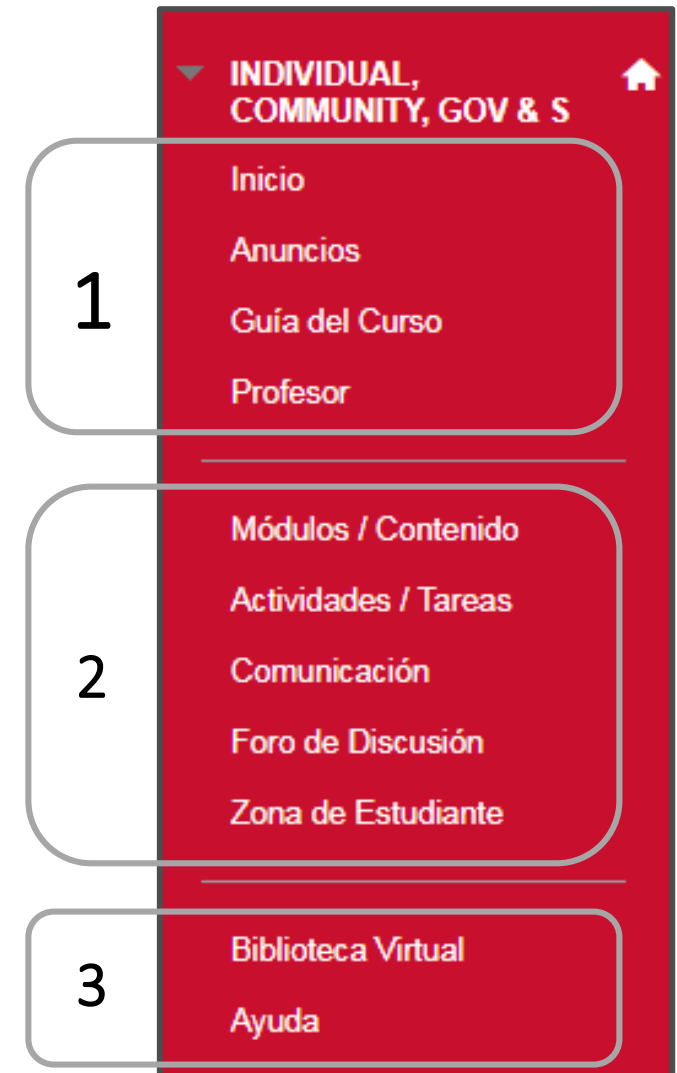 INDIVIDUAL,
COMMUNITY, GOV & S
1
Inicio
Anuncios
Guía del Curso
Profesor
2
Módulos / Contenido
Actividades / Tareas
Comunicación
Foro de Discusión
Zona de Estudiante
3
Biblioteca Virtual
Ayuda